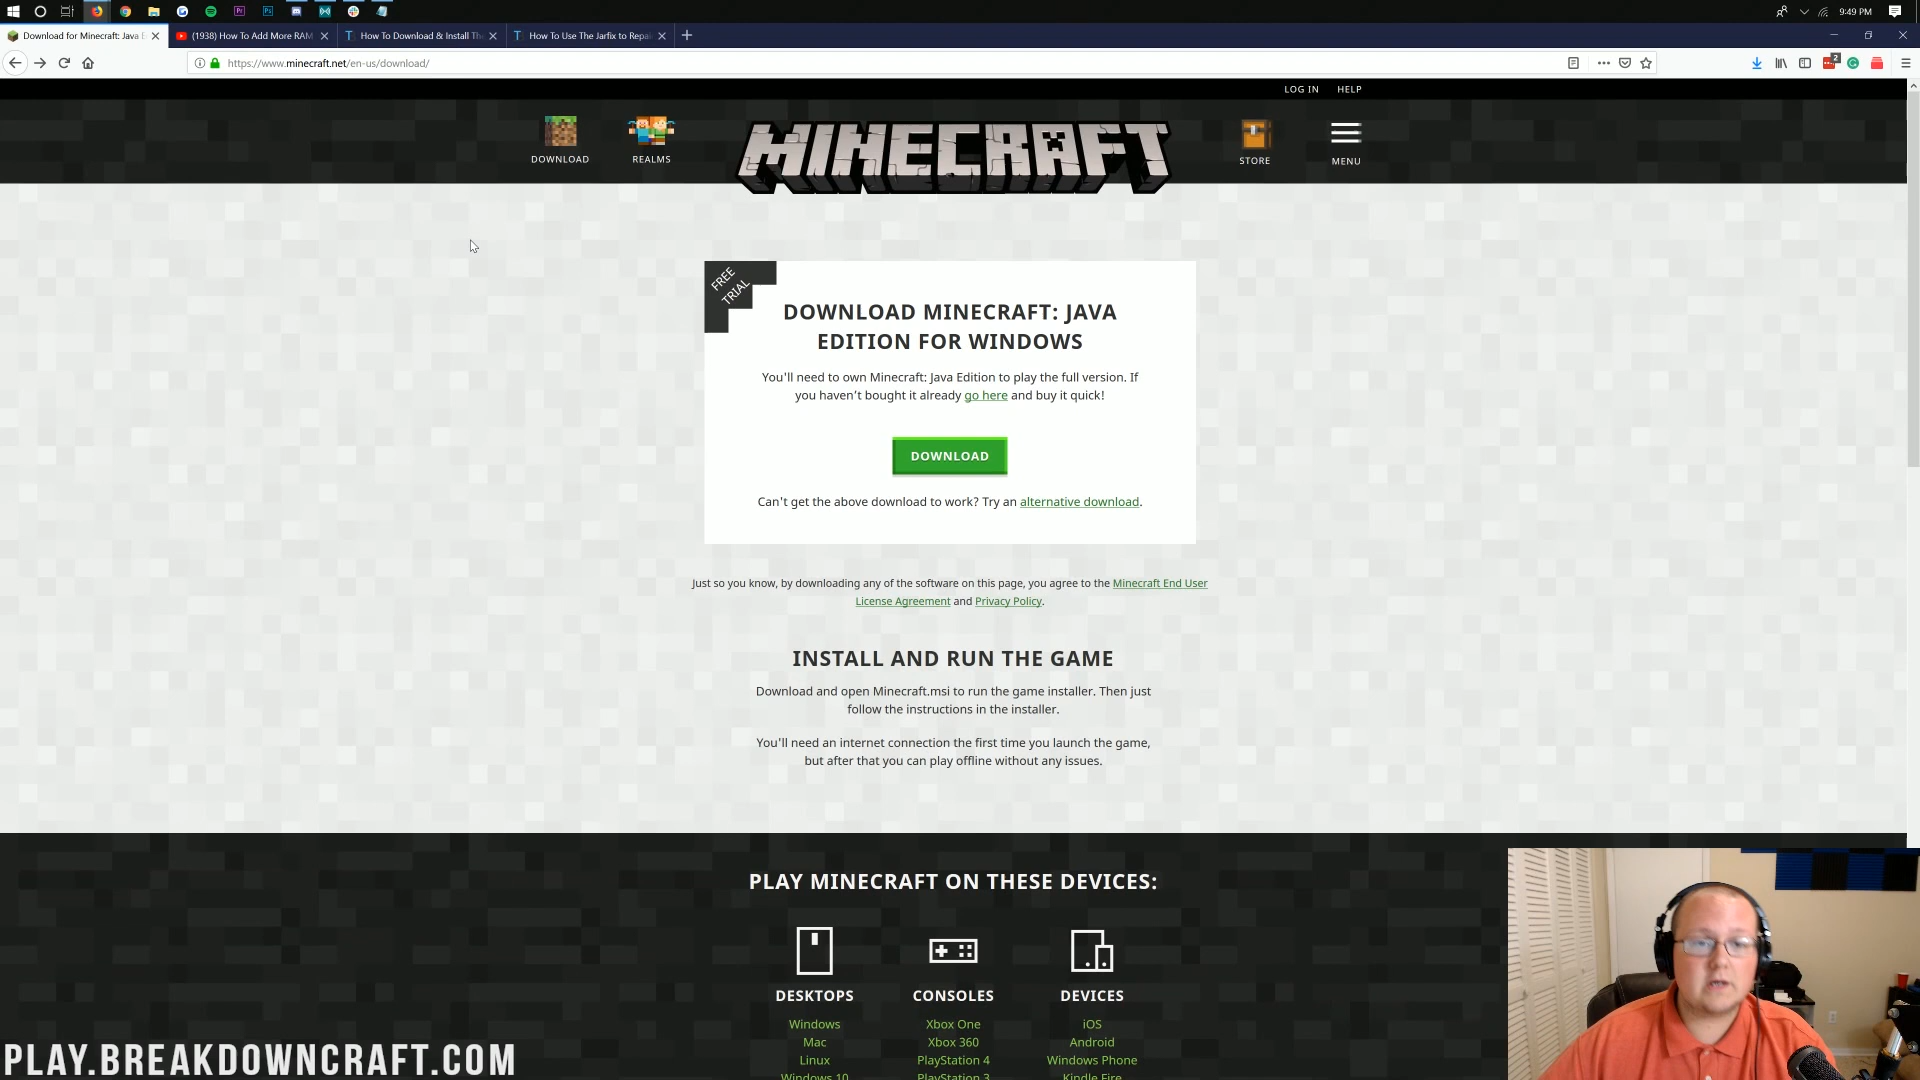 9:49 PM
Download for Minecraft: Java E
(1938) How To Add More RAM
How To Download & Install The
How To Use The Jarfix to Repai
https://www.minecraft.net/en-us/download/
2
LOG IN
HELP
DOWNLOAD
REALMS
MINECRAFT
STORE
MENU
FREE
TRIAL
DOWNLOAD MINECRAFT: JAVA
EDITION FOR WINDOWS
You'll need to own Minecraft: Java Edition to play the full version. If
you haven't bought it already go here and buy it quick!
DOWNLOAD
Can't get the above download to work? Try an alternative download.
Just so you know, by downloading any of the software on this page, you agree to the Minecraft End User
License Agreement and Privacy Policy.
INSTALL AND RUN THE GAME
Download and open Minecraft.msi to run the game installer. Then just
follow the instructions in the installer.
You'll need an internet connection the first time you launch the game,
but after that you can play offline without any issues.
PLAY MINECRAFT ON THESE DEVICES:
DESKTOPS
CONSOLES
DEVICES
Windows
Xbox One
iOS
Mac
Xbox 360
Android
Linux
PlayStation 4
Windows Phone
Windows 10
PlayStation 3
Kindle Fire
PLAY.BREAKDOWNCRAFT.COM